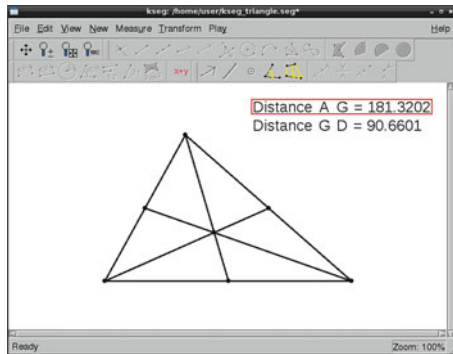 kseg: /home/user/kseg_triangle.seg*
File Edit View New Measure Transform Play Help
x+y
Distance A G = 181.3202
Distance G D = 90.6601
Ready Zoom: 100%